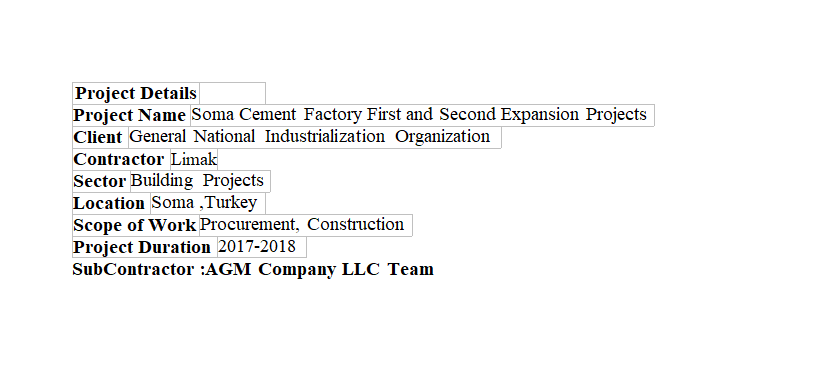 Project Details
Project Name Soma Cement Factory First and Second Expansion Projects
Client General National Industrialization Organization
Contractor Limak
Sector Building Projects
Location Soma ,Turkey
Scope of Work Procurement, Construction
Project Duration 2017-2018
SubContractor :AGM Company LLC Team